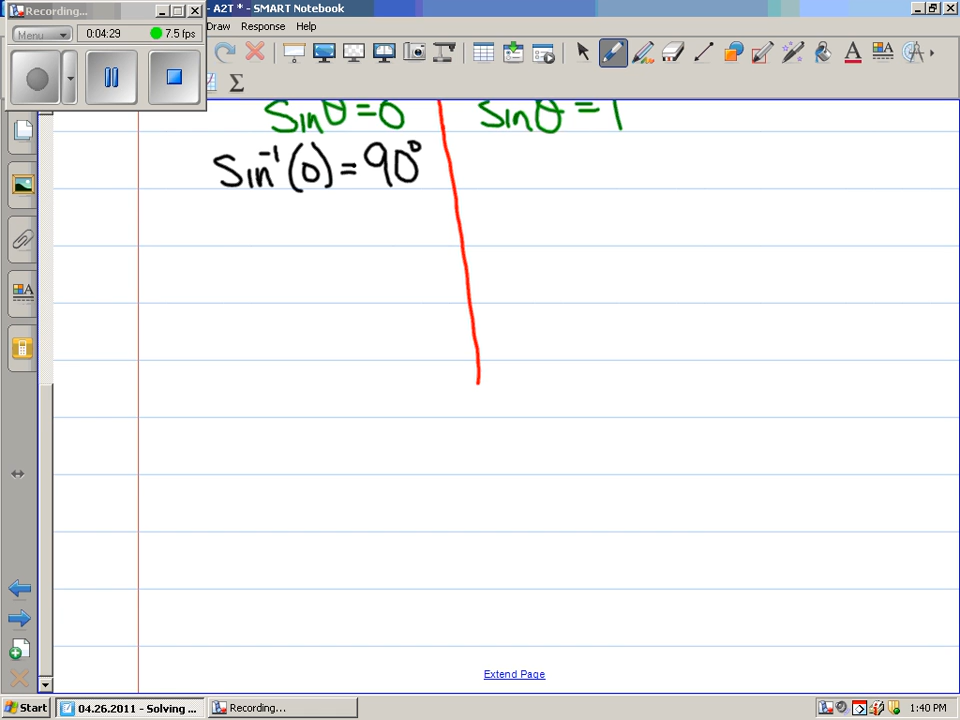 Recording...
- A2T * - SMART Notebook
Menu
0:04:29
7.5 fps
Draw Response Help
Sinθ=0
sinθ = 1
Sin⁻¹(0) = 90°
Extend Page
Start
04.26.2011 - Solving ...
Recording...
1:40 PM